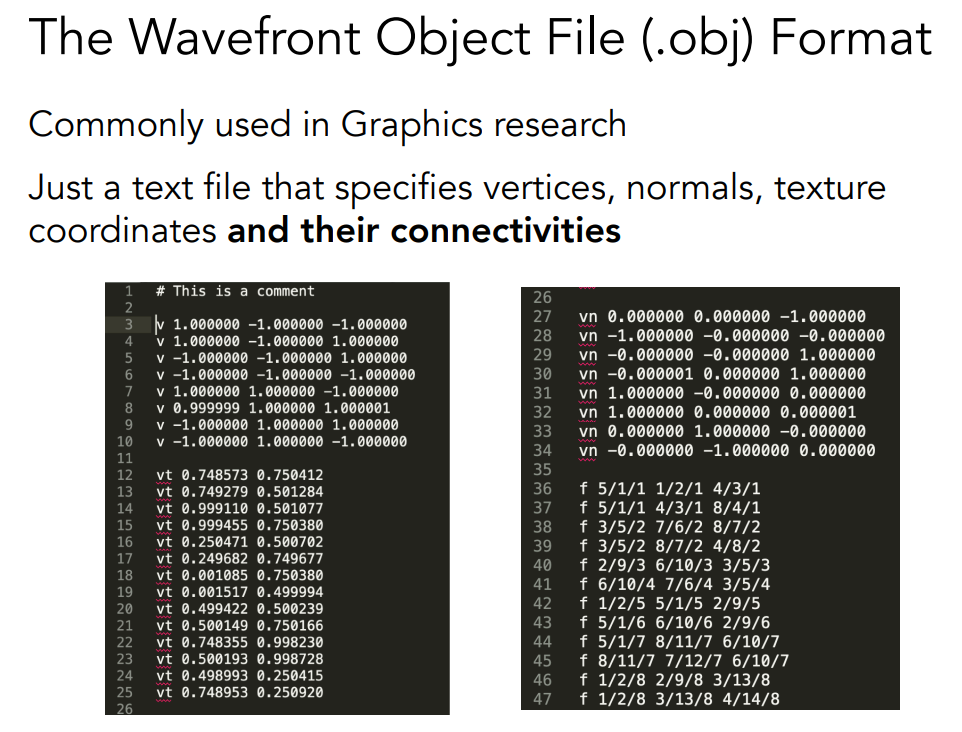 The Wavefront Object File (.obj) Format
Commonly used in Graphics research
Just a text file that specifies vertices, normals, texture
coordinates and their connectivities
1 # This is a comment
2
3 v 1.000000 -1.000000 -1.000000
4 v 1.000000 -1.000000 1.000000
5 v -1.000000 -1.000000 1.000000
6 v -1.000000 -1.000000 -1.000000
7 v 1.000000 1.000000 -1.000000
8 v 0.999999 1.000000 1.000001
9 v -1.000000 1.000000 1.000000
10 v -1.000000 1.000000 -1.000000
11
12 vt 0.748573 0.750412
13 vt 0.749279 0.501284
14 vt 0.999110 0.501077
15 vt 0.999455 0.750380
16 vt 0.250471 0.500702
17 vt 0.249682 0.749677
18 vt 0.001085 0.750380
19 vt 0.001517 0.499994
20 vt 0.499422 0.500239
21 vt 0.500149 0.750166
22 vt 0.748355 0.998230
23 vt 0.500193 0.998728
24 vt 0.498993 0.250415
25 vt 0.748953 0.250920
26
26
27 vn 0.000000 0.000000 -1.000000
28 vn -1.000000 -0.000000 -0.000000
29 vn -0.000000 -0.000000 1.000000
30 vn -0.000001 0.000000 1.000000
31 vn 1.000000 -0.000000 0.000000
32 vn 1.000000 0.000000 0.000001
33 vn 0.000000 1.000000 -0.000000
34 vn -0.000000 -1.000000 0.000000
35
36 f 5/1/1 1/2/1 4/3/1
37 f 5/1/1 4/3/1 8/4/1
38 f 3/5/2 7/6/2 8/7/2
39 f 3/5/2 8/7/2 4/8/2
40 f 2/9/3 6/10/3 3/5/3
41 f 6/10/4 7/6/4 3/5/4
42 f 1/2/5 5/1/5 2/9/5
43 f 5/1/6 6/10/6 2/9/6
44 f 5/1/7 8/11/7 6/10/7
45 f 8/11/7 7/12/7 6/10/7
46 f 1/2/8 2/9/8 3/13/8
47 f 1/2/8 3/13/8 4/14/8